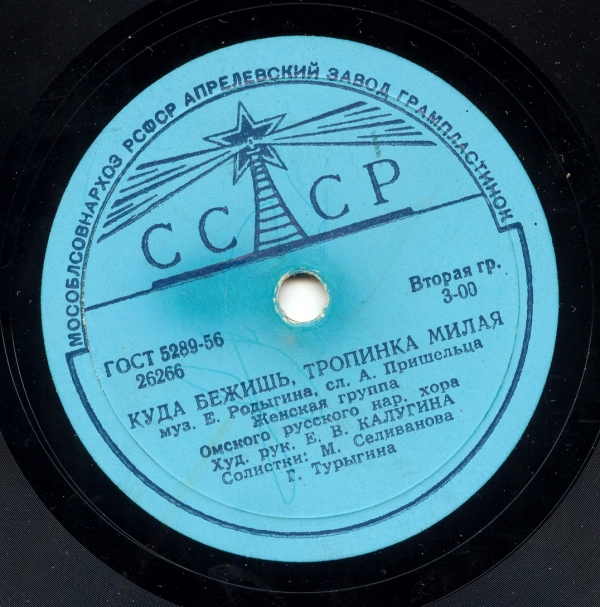 МОСОБЛСОВНАРХОЗ РСФСР АПРЕЛЕВСКИЙ ЗАВОД ГРАМПЛАСТИНОК
СССР
Вторая гр.
3-00
ГОСТ 5289-56
26266
КУДА БЕЖИШЬ, ТРОПИНКА МИЛАЯ
муз. Е. Родыгина, сл. А. Пришельца
Женская группа
Омского русского нар. хора
Худ. рук. Е. В. КАЛУГИНА
Солистки: М. Селиванова
Г. Турыгина